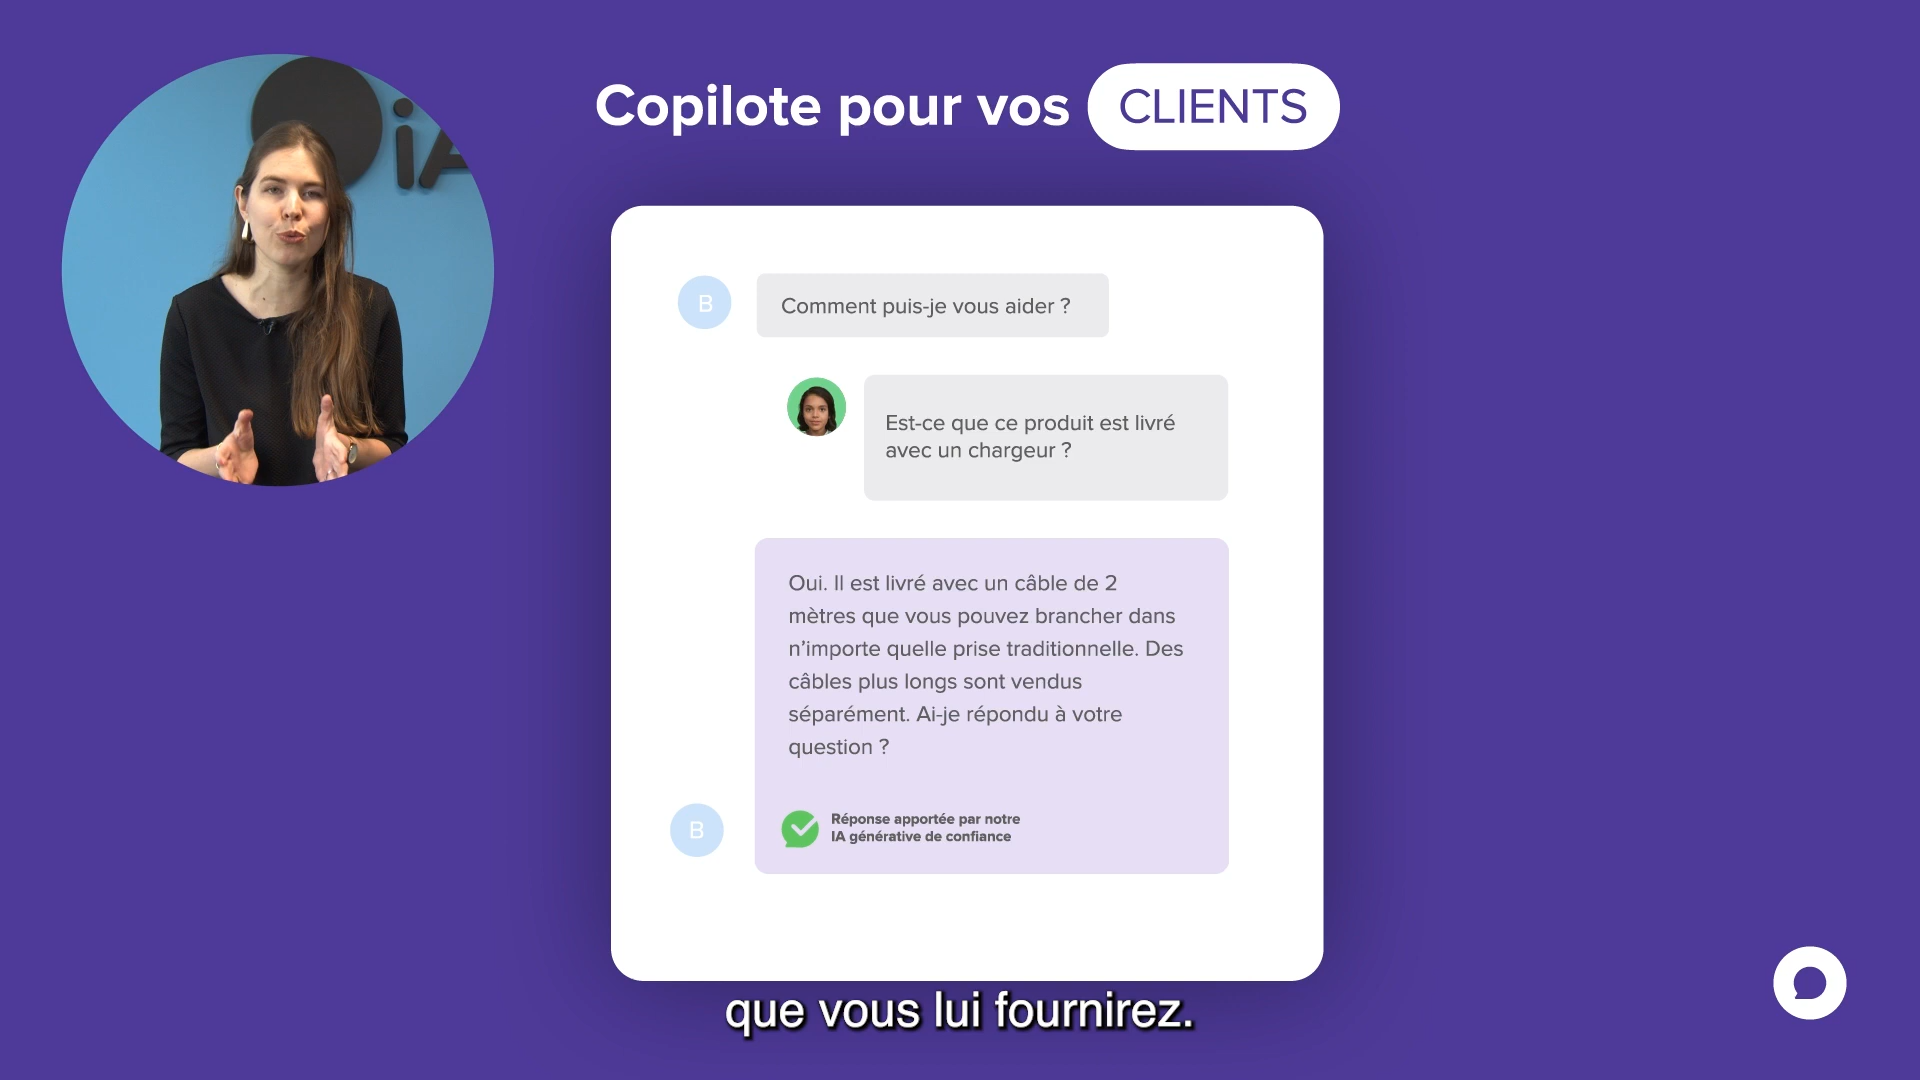 Copilote pour vos CLIENTS
iA
B
Comment puis-je vous aider ?
Est-ce que ce produit est livré
avec un chargeur ?
Oui. Il est livré avec un câble de 2
mètres que vous pouvez brancher dans
n’importe quelle prise traditionnelle. Des
câbles plus longs sont vendus
séparément. Ai-je répondu à votre
question ?
B
Réponse apportée par notre
IA générative de confiance
que vous lui fournirez.